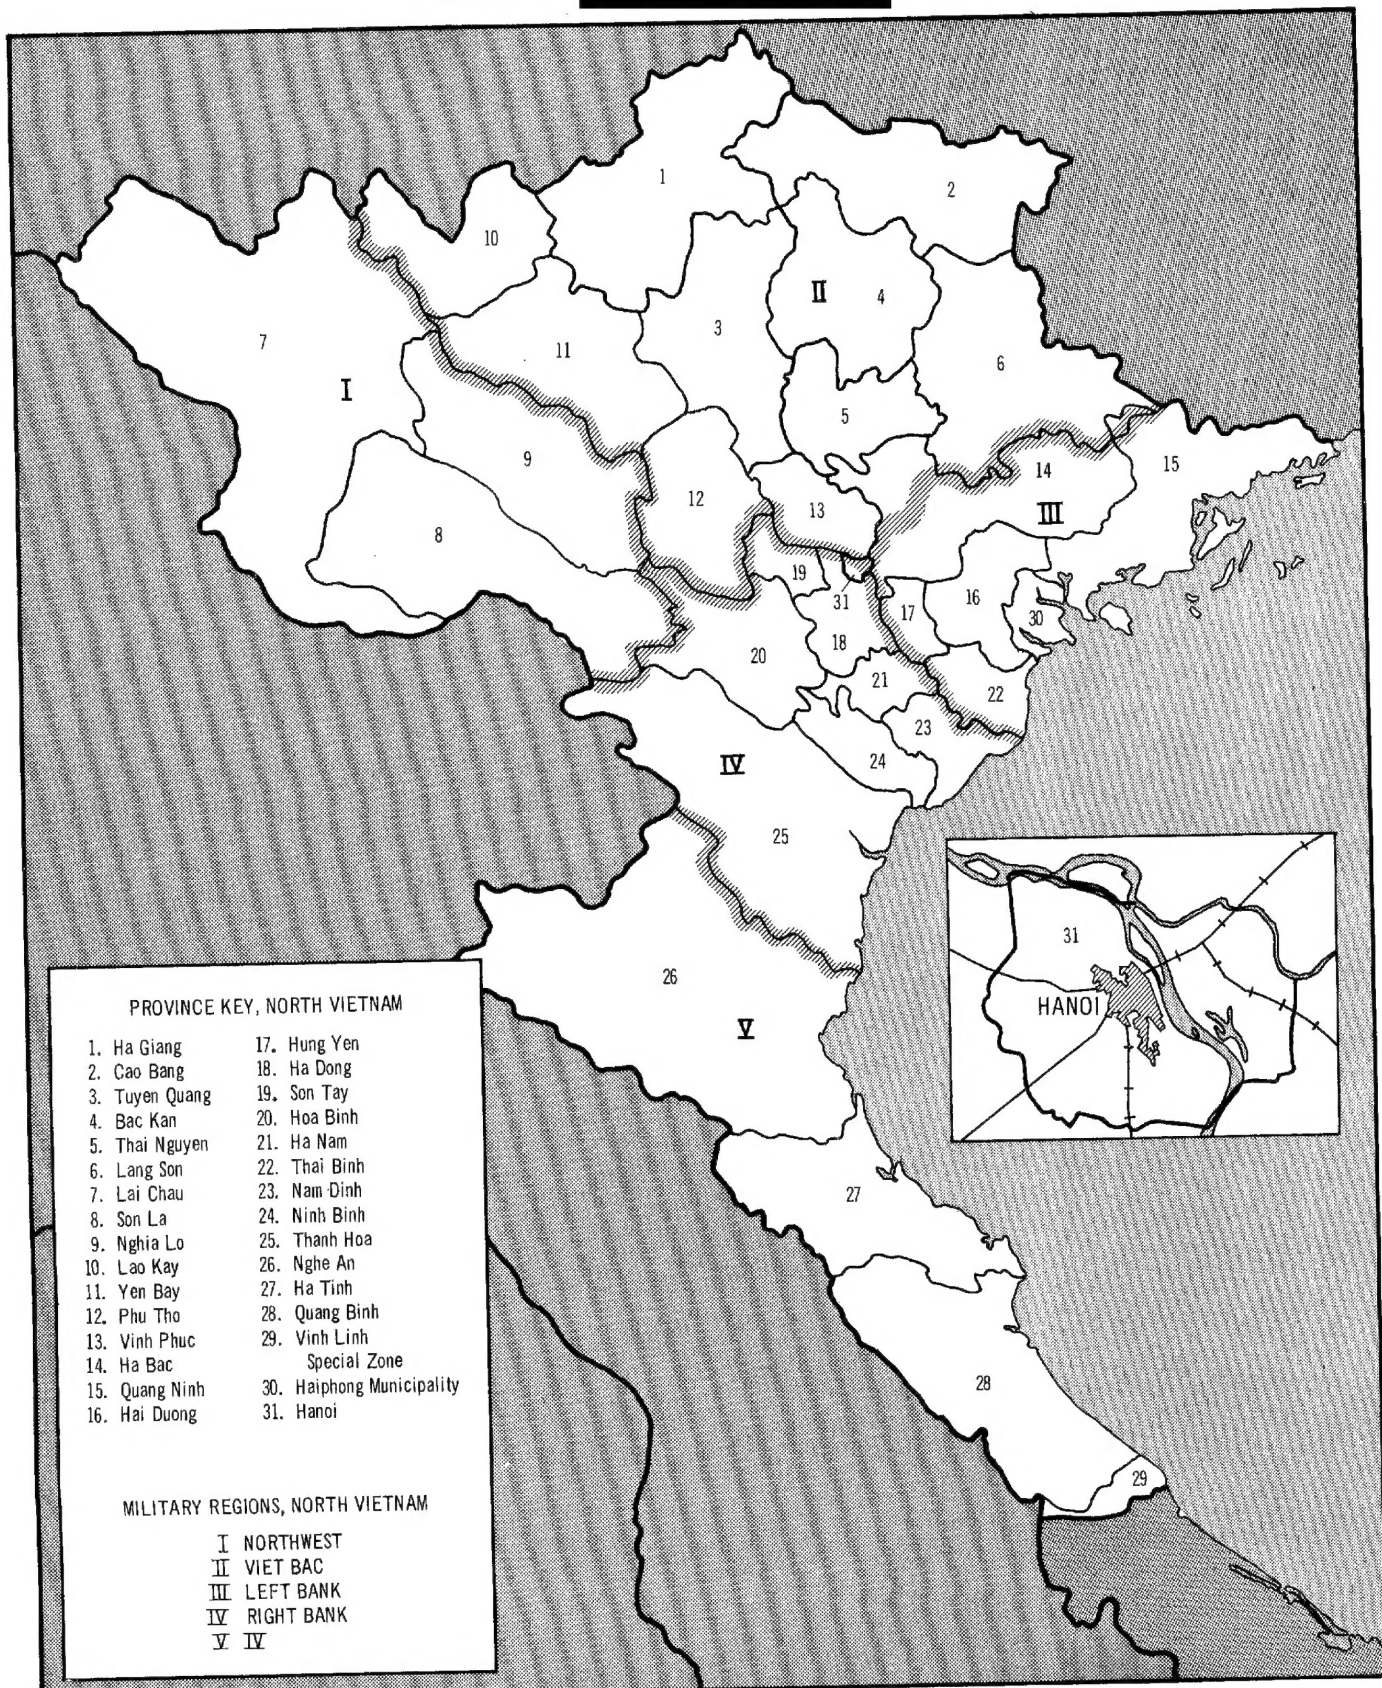 1
2
10
II
4
7
3
11
6
I
5
9
14
15
12
13
III
8
19
16
31
17
30
18
20
21
22
23
IV
24
25
31
HANOI
26
V
27
28
29
PROVINCE KEY, NORTH VIETNAM
1. Ha Giang
2. Cao Bang
3. Tuyen Quang
4. Bac Kan
5. Thai Nguyen
6. Lang Son
7. Lai Chau
8. Son La
9. Nghia Lo
10. Lao Kay
11. Yen Bay
12. Phu Tho
13. Vinh Phuc
14. Ha Bac
15. Quang Ninh
16. Hai Duong
17. Hung Yen
18. Ha Dong
19. Son Tay
20. Hoa Binh
21. Ha Nam
22. Thai Binh
23. Nam Dinh
24. Ninh Binh
25. Thanh Hoa
26. Nghe An
27. Ha Tinh
28. Quang Binh
29. Vinh Linh
Special Zone
30. Haiphong Municipality
31. Hanoi
MILITARY REGIONS, NORTH VIETNAM
I NORTHWEST
II VIET BAC
III LEFT BANK
IV RIGHT BANK
V IV